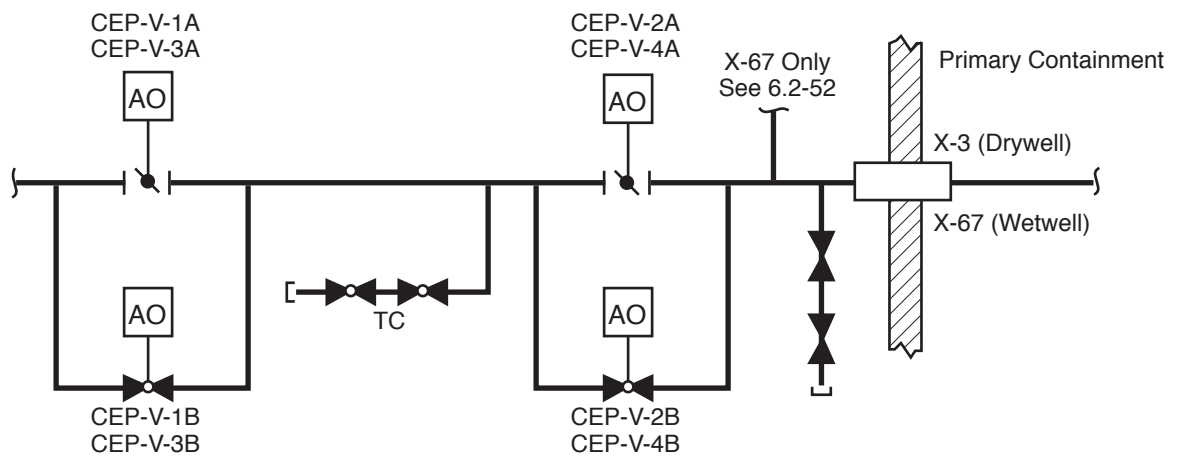 CEP-V-1A
CEP-V-3A
AO
CEP-V-2A
CEP-V-4A
AO
X-67 Only
See 6.2-52
Primary Containment
X-3 (Drywell)
X-67 (Wetwell)
AO
CEP-V-1B
CEP-V-3B
TC
AO
CEP-V-2B
CEP-V-4B